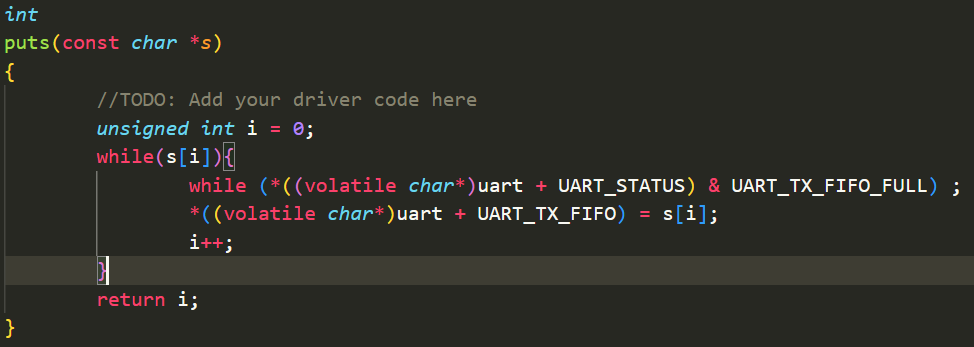 int
puts(const char *s)
{
        //TODO: Add your driver code here
        unsigned int i = 0;
        while(s[i]){
                while (*((volatile char*)uart + UART_STATUS) & UART_TX_FIFO_FULL) ;
                *((volatile char*)uart + UART_TX_FIFO) = s[i];
                i++;
        }
        return i;
}